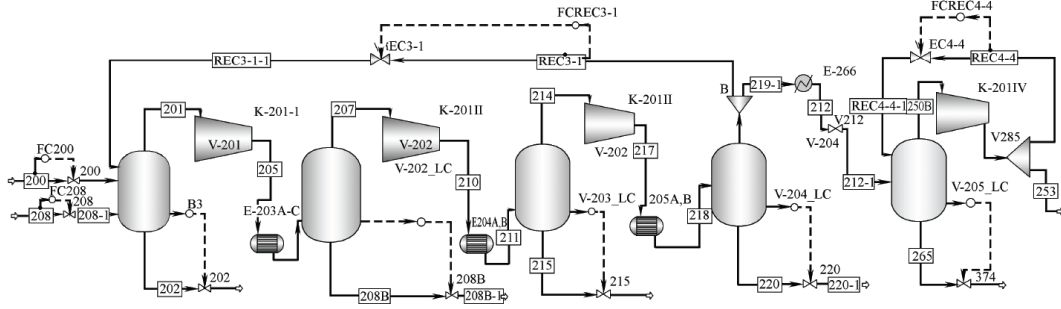 FCREC3-1
FCREC4-4
REC3-1
EC4-4
REC3-1-1
REC3-1
REC4-4
B
219-1
E-266
K-201IV
201
K-201-1
207
K-201II
214
K-201II
212
V212
REC4-4-1
250B
V-201
V-202
V-202
V-204
V285
FC200
200
200
205
V-202_LC
210
217
212-1
FC208
208
208
208-1
B3
E-203A-C
E204A,B
211
V-203_LC
205A,B
218
V-204_LC
V-205_LC
253
202
202
208B
208B
208B-1
215
215
220
220
220-1
265
374